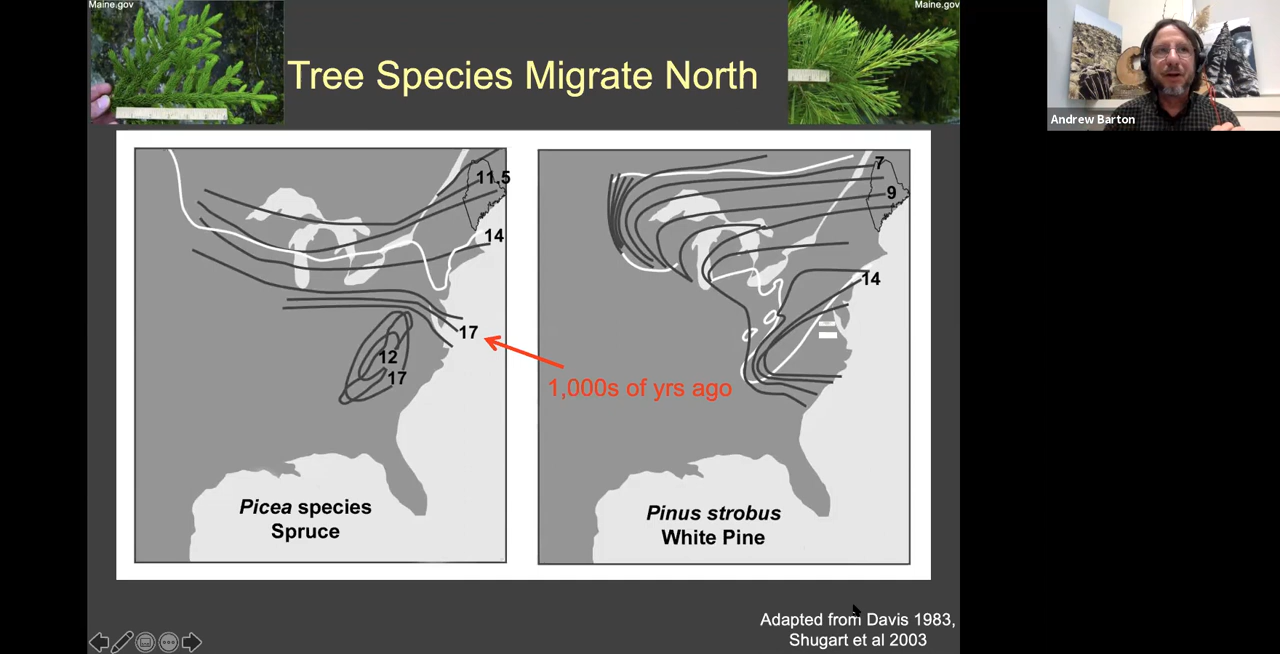 Maine.gov
Maine.gov
Tree Species Migrate North
Andrew Barton
11.5
14
17
12
17
7
9
14
1,000s of yrs ago
Picea species
Spruce
Pinus strobus
White Pine
Adapted from Davis 1983,
Shugart et al 2003